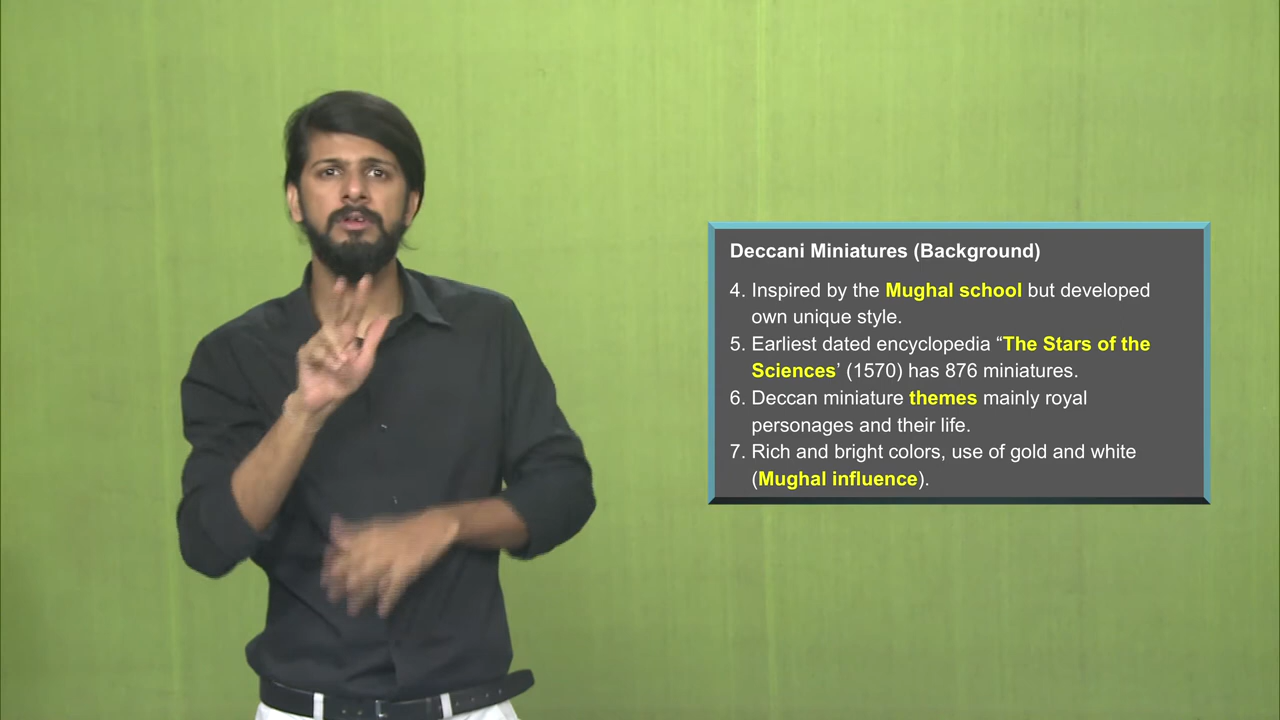 Deccani Miniatures (Background)
4. Inspired by the Mughal school but developed
own unique style.
5. Earliest dated encyclopedia “The Stars of the
Sciences’ (1570) has 876 miniatures.
6. Deccan miniature themes mainly royal
personages and their life.
7. Rich and bright colors, use of gold and white
(Mughal influence).